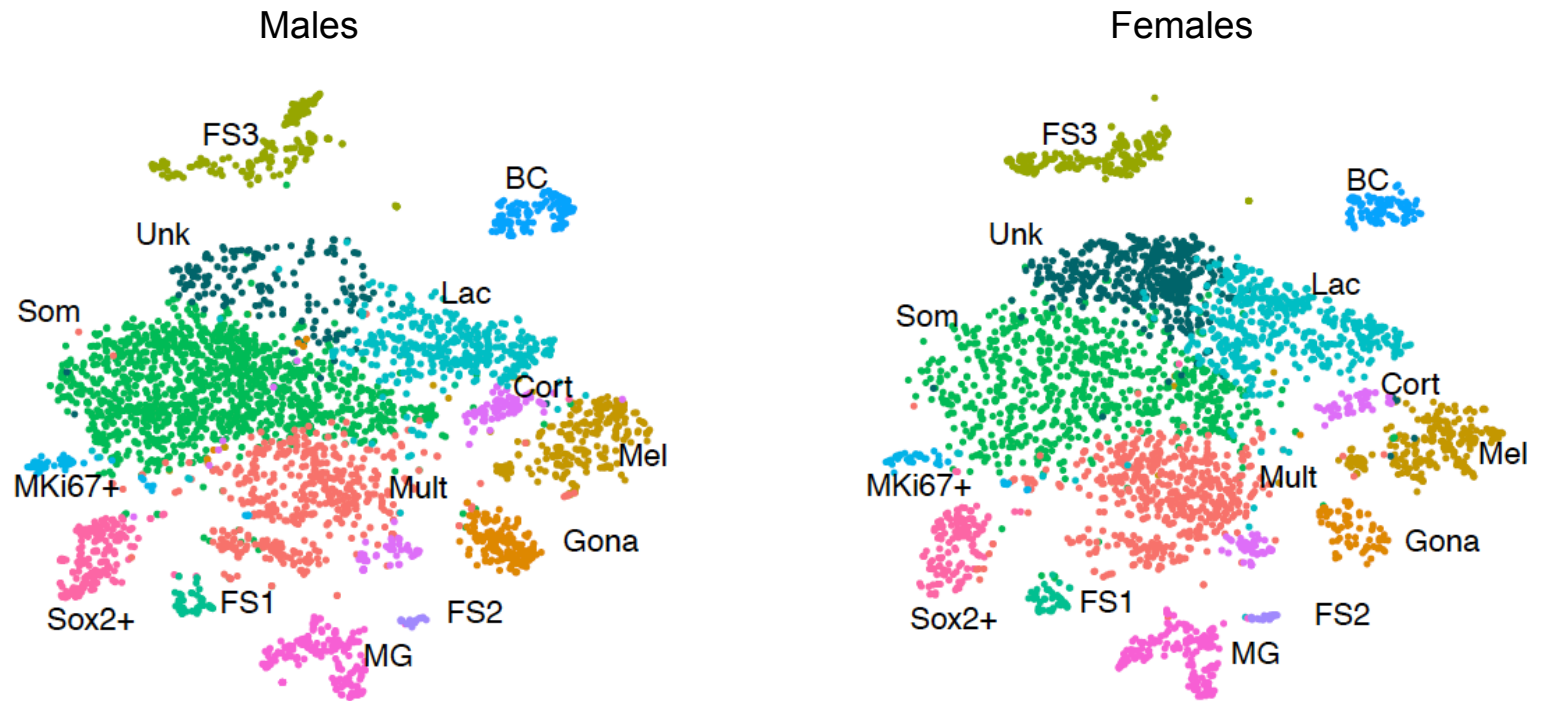 Males
FS3
BC
Unk
Lac
Som
Cort
Mel
MKi67+
Mult
Gona
FS1
FS2
Sox2+
MG
Females
FS3
BC
Unk
Lac
Som
Cort
Mel
Mult
MKi67+
Gona
FS1
FS2
Sox2+
MG